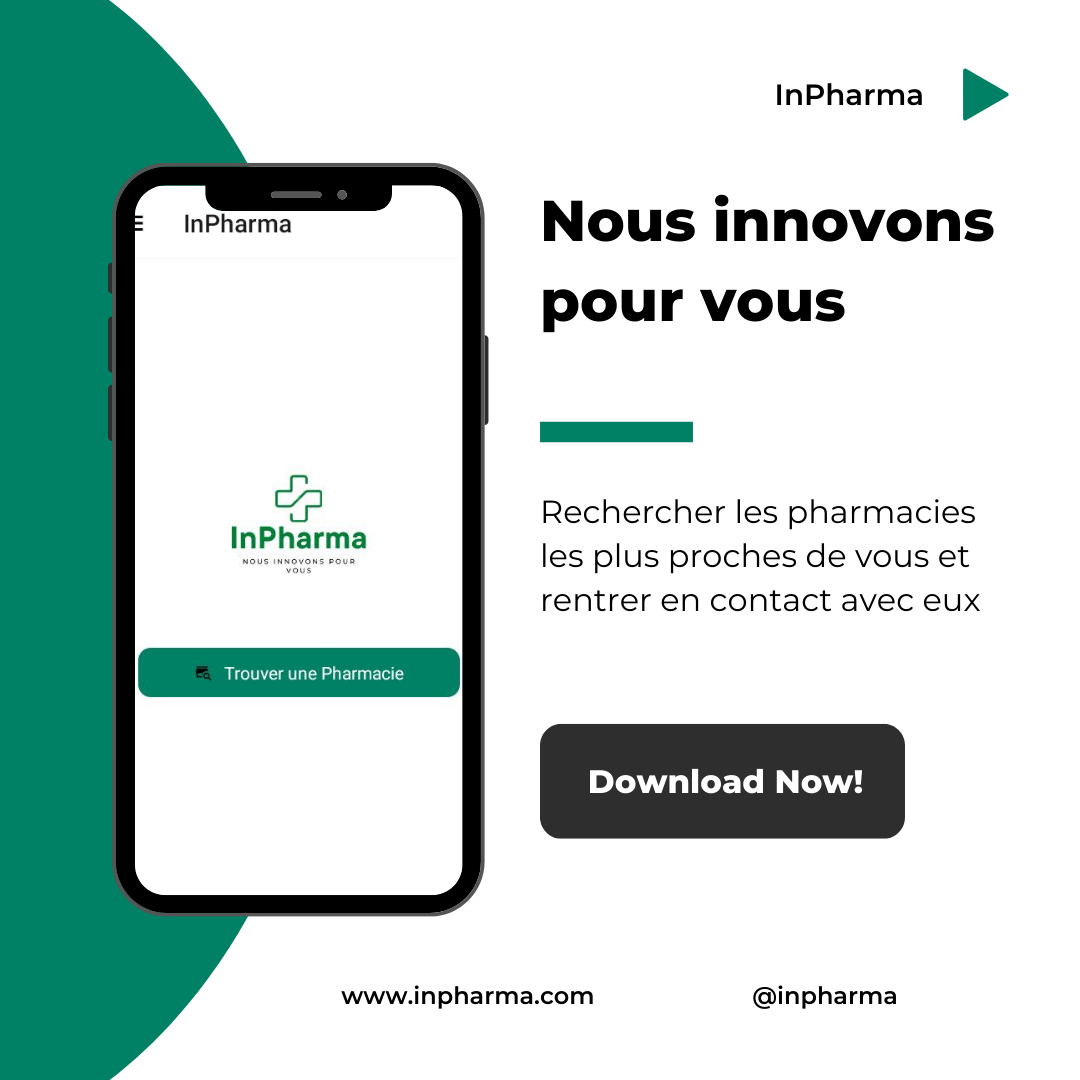 InPharma
InPharma
Nous innovons
pour vous
InPharma
NOUS INNOVONS POUR
VOUS
Trouver une Pharmacie
Rechercher les pharmacies
les plus proches de vous et
rentrer en contact avec eux
Download Now!
www.inpharma.com
@inpharma